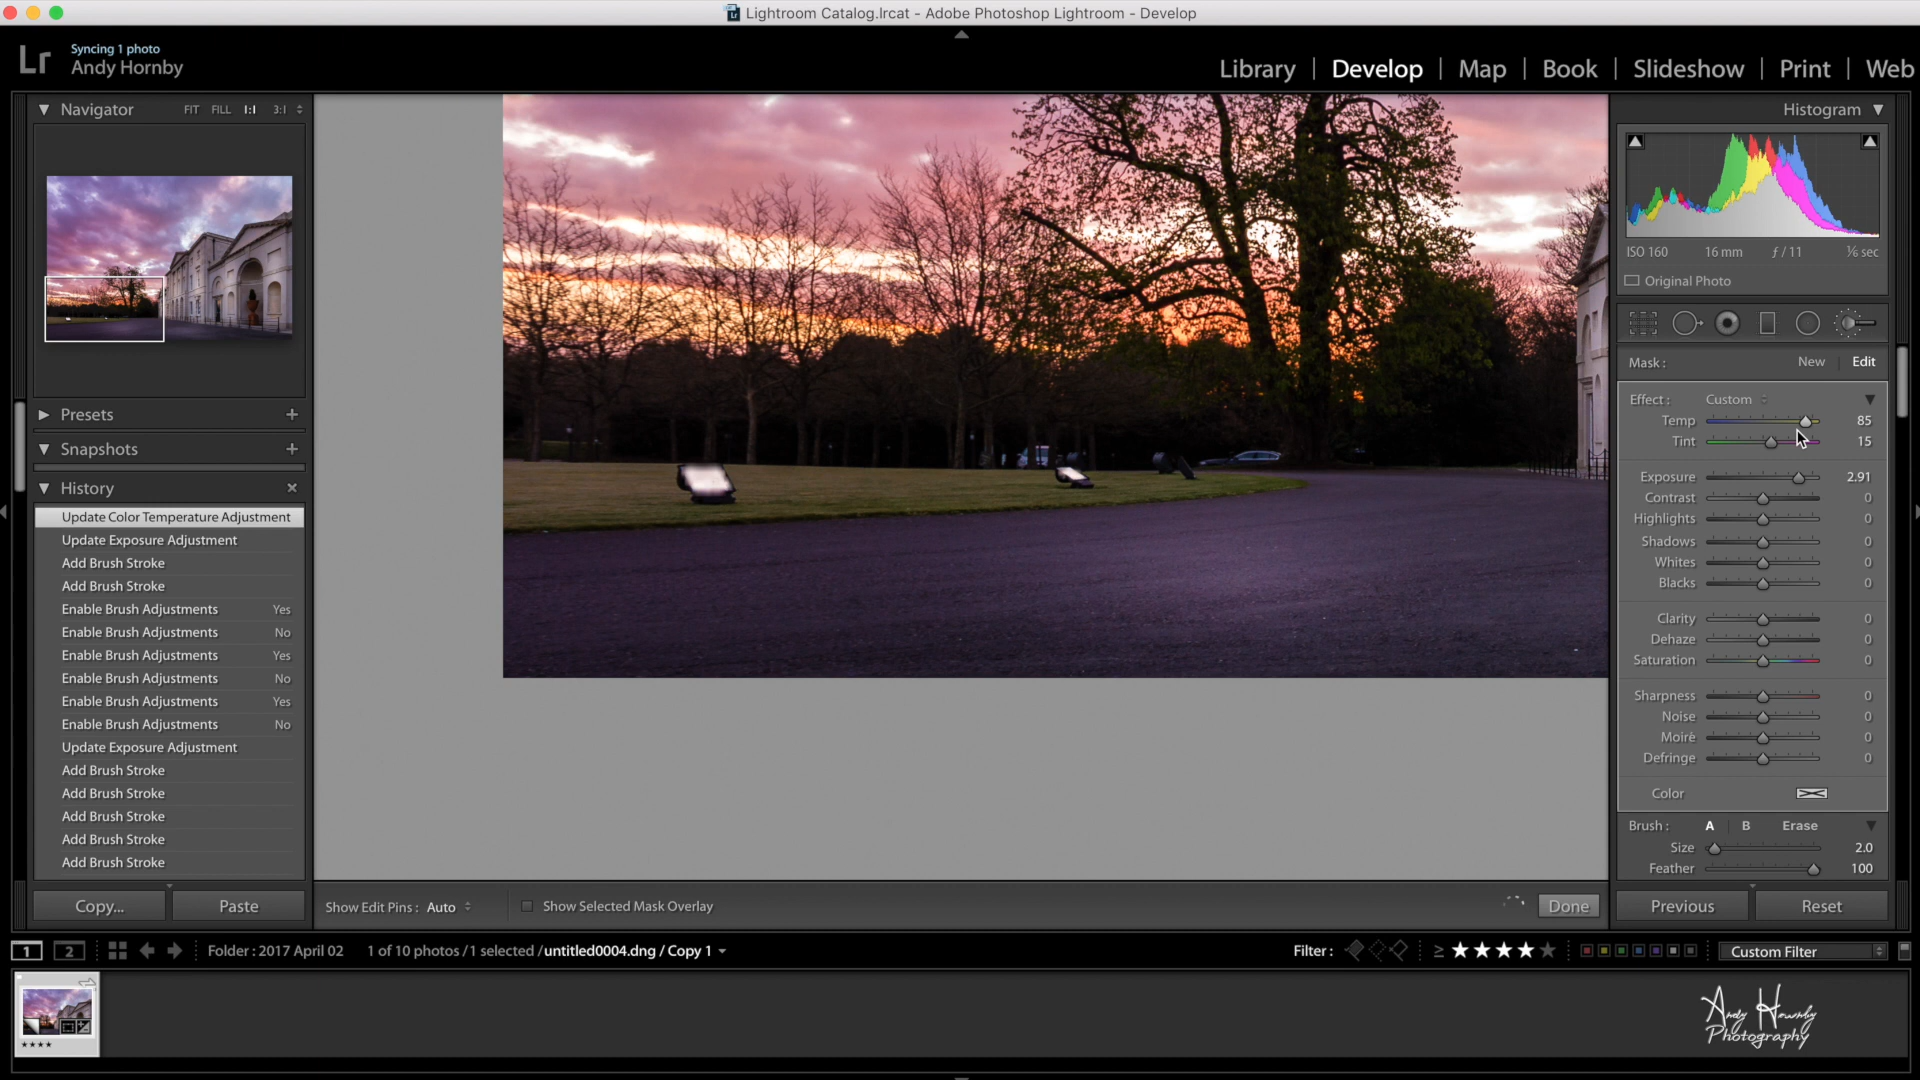 Lightroom Catalog.lrcat - Adobe Photoshop Lightroom - Develop
Lr
Syncing 1 photo
Andy Hornby
Library | Develop | Map | Book | Slideshow | Print | Web
Navigator FIT FILL 1:1 3:1
Presets +
Snapshots +
History ×
Update Color Temperature Adjustment
Update Exposure Adjustment
Add Brush Stroke
Add Brush Stroke
Enable Brush Adjustments Yes
Enable Brush Adjustments No
Enable Brush Adjustments Yes
Enable Brush Adjustments No
Enable Brush Adjustments Yes
Enable Brush Adjustments No
Update Exposure Adjustment
Add Brush Stroke
Add Brush Stroke
Add Brush Stroke
Add Brush Stroke
Add Brush Stroke
Copy... Paste
Show Edit Pins : Auto Show Selected Mask Overlay Done
Histogram
ISO 160 16 mm ƒ / 11 ⅙ sec
Original Photo
Mask : New Edit
Effect : Custom
Temp 85
Tint 15
Exposure 2.91
Contrast 0
Highlights 0
Shadows 0
Whites 0
Blacks 0
Clarity 0
Dehaze 0
Saturation 0
Sharpness 0
Noise 0
Moiré 0
Defringe 0
Color
Brush : A B Erase
Size 2.0
Feather 100
Previous Reset
1 2 Folder : 2017 April 02 1 of 10 photos / 1 selected / untitled0004.dng / Copy 1 Filter : ≥ ★★★★★ Custom Filter
★★★★
Andy Hornby
Photography